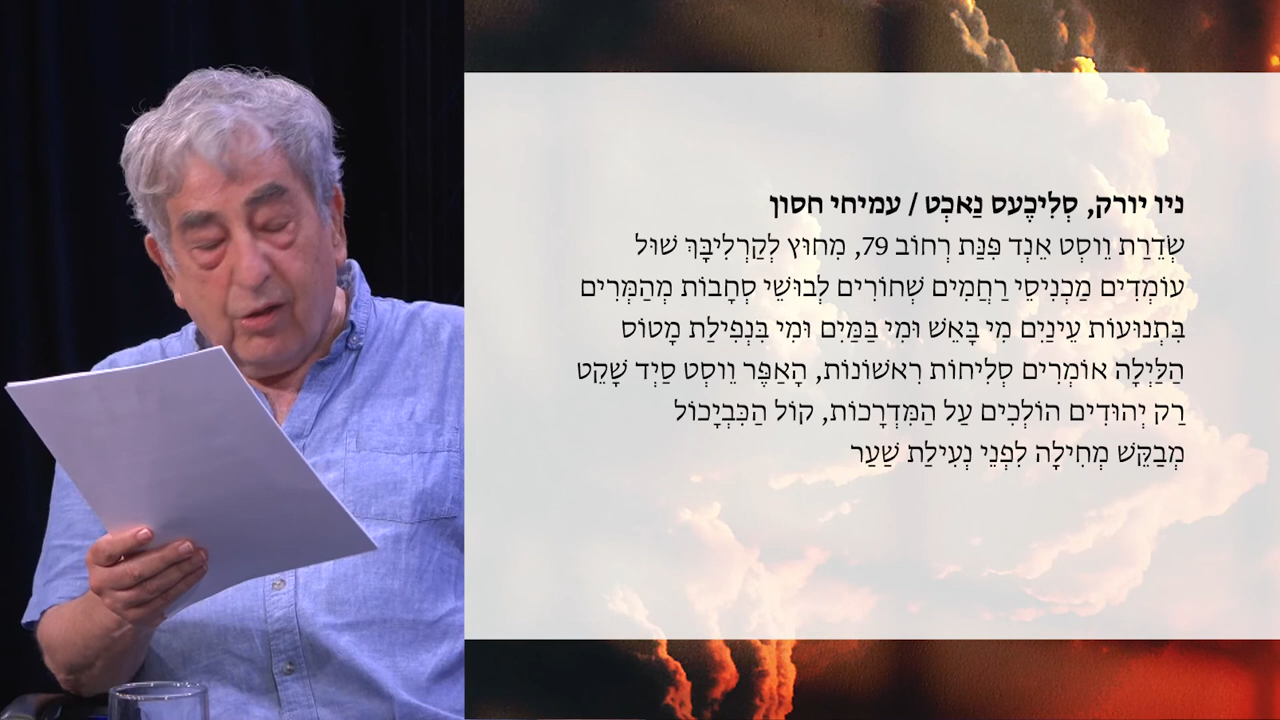 ניו יורק, סְלִיכֶעס נַאכְט / עמיחי חסון
שְׂדֵרַת וֵוסְט אֵנְד פִּנַּת רְחוֹב 79, מִחוּץ לְקַרְלִיבָּךְ שׁוּל
עוֹמְדִים מַכְנִיסֵי רַחֲמִים שְׁחוֹרִים לְבוּשֵׁי סְחָבוֹת מְהַמְּרִים
בִּתְנוּעוֹת עֵינַיִם מִי בָּאֵשׁ וּמִי בַּמַּיִם וּמִי בִּנְפִילַת מָטוֹס
הַלַּיְלָה אוֹמְרִים סְלִיחוֹת רִאשׁוֹנוֹת, הָאַפֶּר וֵוסְט סַיְד שָׁקֵט
רַק יְהוּדִים הוֹלְכִים עַל הַמִּדְרָכוֹת, קוֹל הַכִּבְיָכוֹל
מְבַקֵּשׁ מְחִילָה לִפְנֵי נְעִילַת שַׁעַר